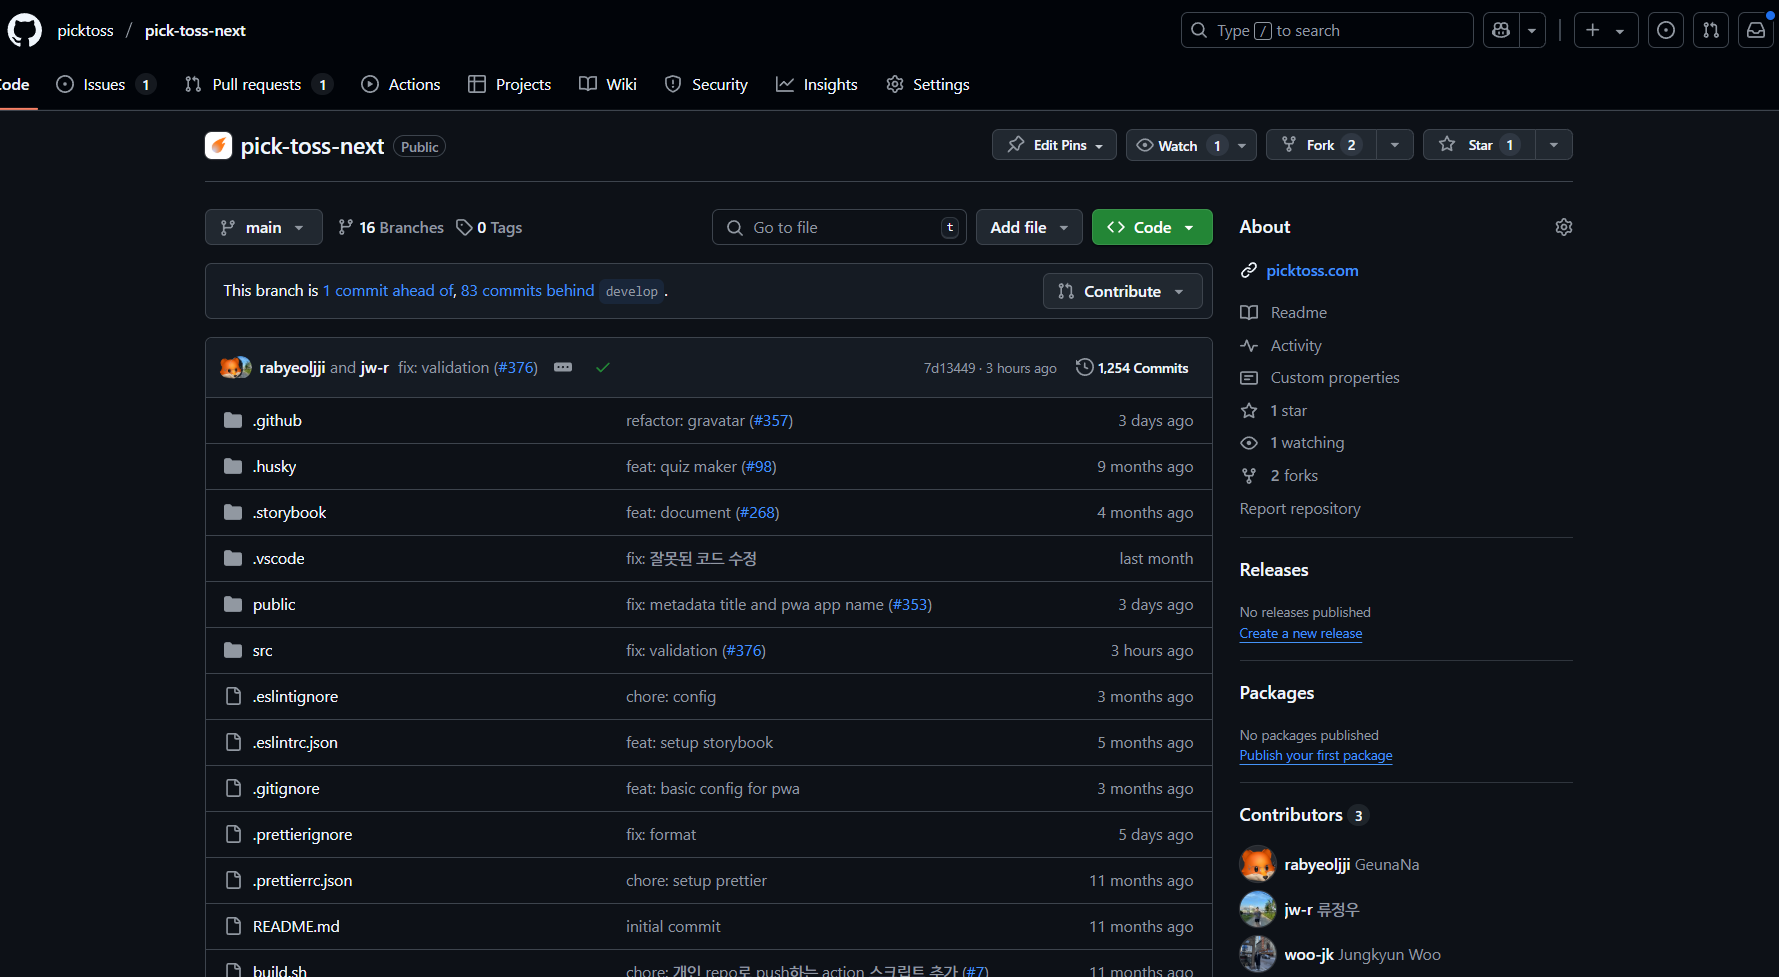 picktoss / pick-toss-next
Type / to search
Code
Issues 1
Pull requests 1
Actions
Projects
Wiki
Security
Insights
Settings
pick-toss-next Public
Edit Pins
Watch 1
Fork 2
Star 1
main
16 Branches
0 Tags
Go to file t
Add file
Code
This branch is 1 commit ahead of, 83 commits behind develop .
Contribute
rabyeoljji and jw-r fix: validation (#376)
7d13449 · 3 hours ago
1,254 Commits
.github refactor: gravatar (#357) 3 days ago
.husky feat: quiz maker (#98) 9 months ago
.storybook feat: document (#268) 4 months ago
.vscode fix: 잘못된 코드 수정 last month
public fix: metadata title and pwa app name (#353) 3 days ago
src fix: validation (#376) 3 hours ago
.eslintignore chore: config 3 months ago
.eslintrc.json feat: setup storybook 5 months ago
.gitignore feat: basic config for pwa 3 months ago
.prettierignore fix: format 5 days ago
.prettierrc.json chore: setup prettier 11 months ago
README.md initial commit 11 months ago
build.sh chore: 개인 repo로 push하는 action 스크립트 추가 (#7) 11 months ago
About
picktoss.com
Readme
Activity
Custom properties
1 star
1 watching
2 forks
Report repository
Releases
No releases published
Create a new release
Packages
No packages published
Publish your first package
Contributors 3
rabyeoljji GeunaNa
jw-r 류정우
woo-jk Jungkyun Woo